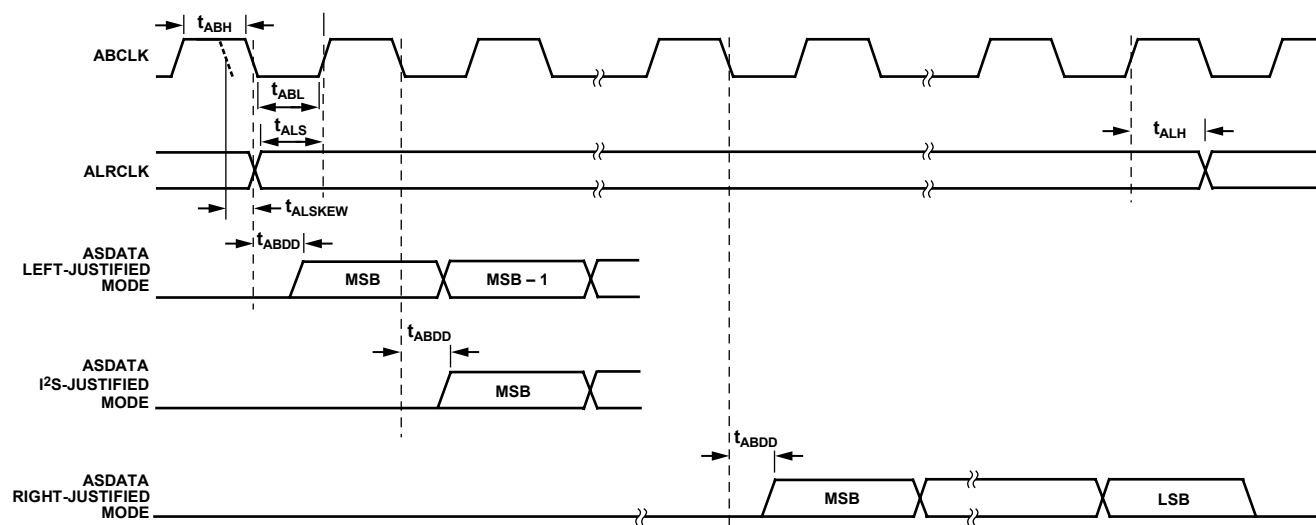 tABH
ABCLK
tABL
tALS
tALH
ALRCLK
tALSKEW
tABDD
ASDATA
LEFT-JUSTIFIED
MODE
MSB
MSB – 1
tABDD
ASDATA
I²S-JUSTIFIED
MODE
MSB
tABDD
ASDATA
RIGHT-JUSTIFIED
MODE
MSB
LSB